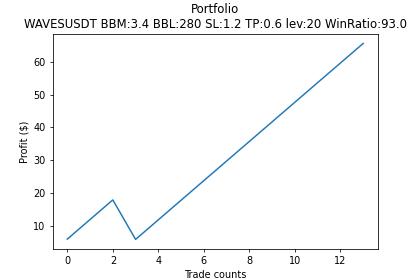 Portfolio
WAVESUSDT BBM:3.4 BBL:280 SL:1.2 TP:0.6 lev:20 WinRatio:93.0
60
50
40
30
20
10
Profit ($)
0 2 4 6 8 10 12
Trade counts